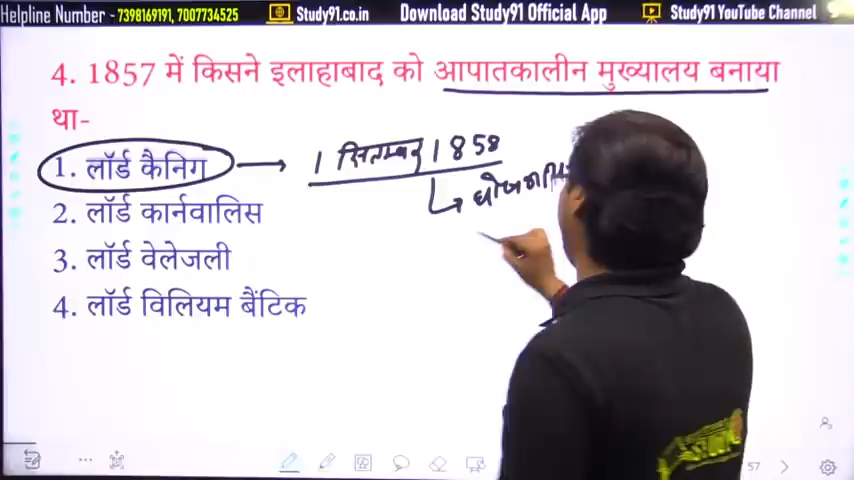 Helpline Number - 7398169191, 7007734525 Study91.co.in Download Study91 Official App Study91 YouTube Channel
4. 1857 में किसने इलाहाबाद को आपातकालीन मुख्यालय बनाया
था-
1. लॉर्ड कैनिग
1 सितम्बर 1858
2. लॉर्ड कार्नवालिस
3. लॉर्ड वेलेजली
4. लॉर्ड विलियम बैंटिक
57